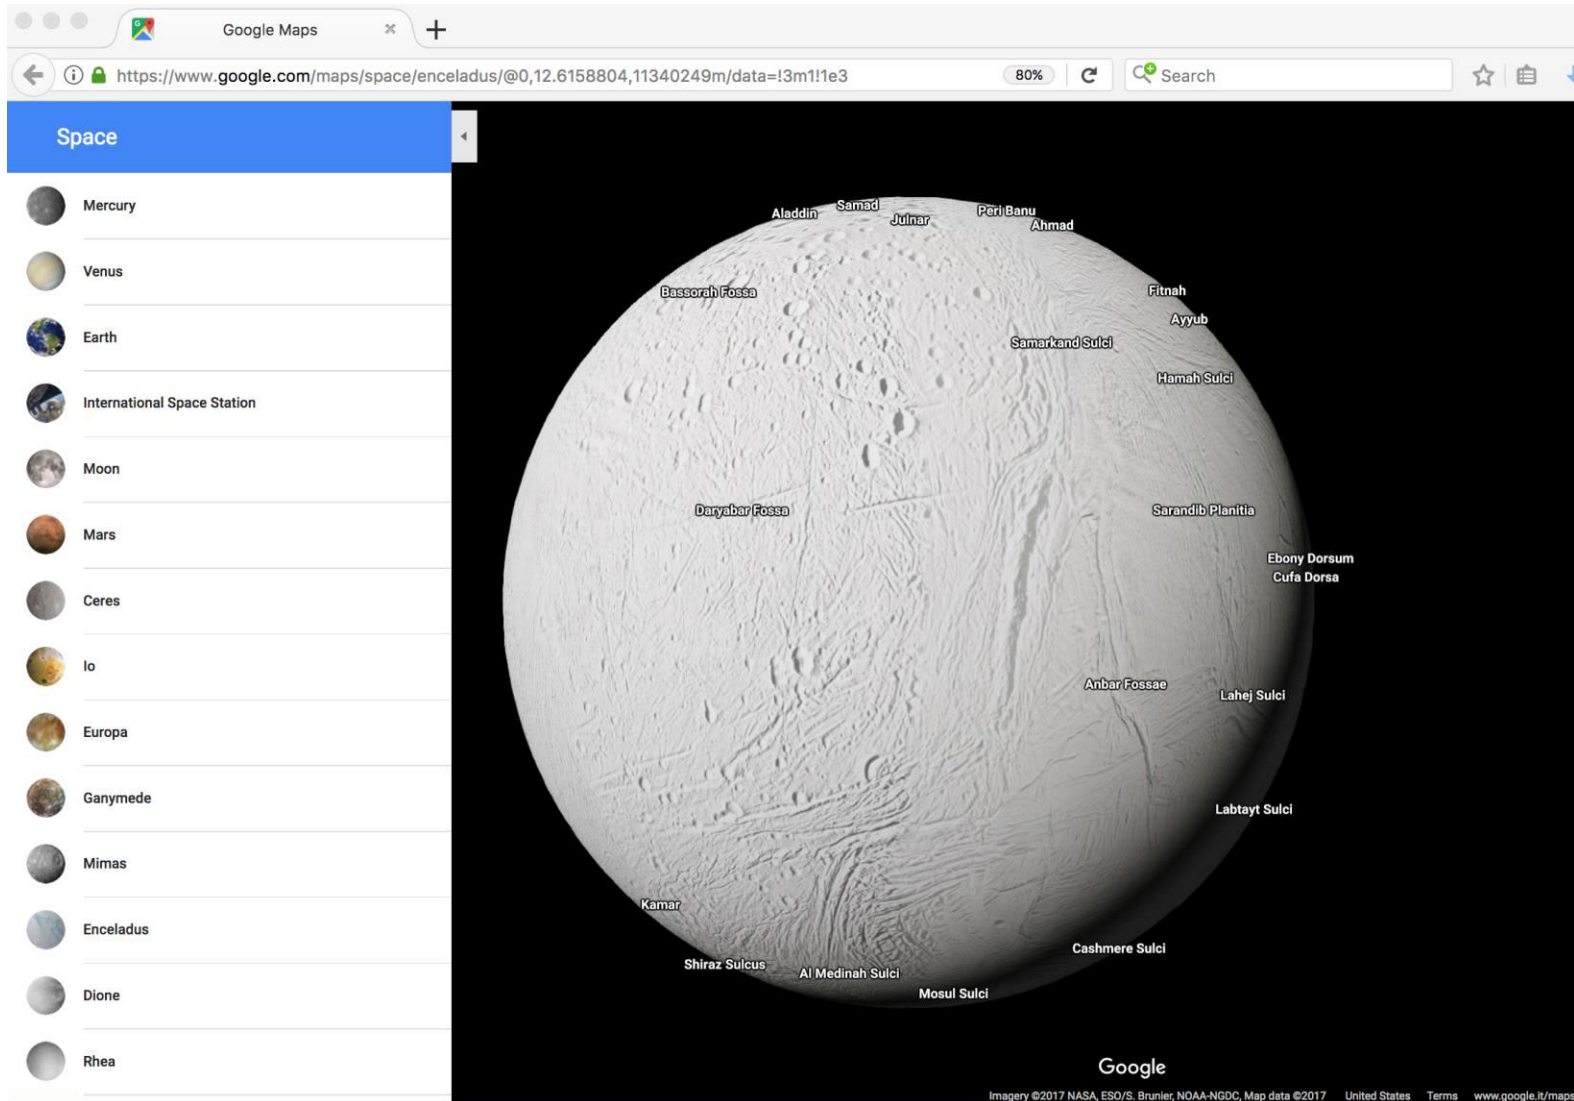 Google Maps
https://www.google.com/maps/space/enceladus/@0,12.6158804,11340249m/data=!3m1!1e3
80%
Search
Space
Mercury
Venus
Earth
International Space Station
Moon
Mars
Ceres
Io
Europa
Ganymede
Mimas
Enceladus
Dione
Rhea
Aladdin
Samad
Julnar
Peri Banu
Ahmad
Bassorah Fossa
Fitnah
Ayyub
Samarkand Sulci
Hamah Sulci
Daryabar Fossa
Sarandib Planitia
Ebony Dorsum
Cufa Dorsa
Anbar Fossae
Lahej Sulci
Labtayt Sulci
Kamar
Cashmere Sulci
Shiraz Sulcus
Al Medinah Sulci
Mosul Sulci
Google
Imagery ©2017 NASA, ESO/S. Brunier, NOAA-NGDC, Map data ©2017 United States Terms www.google.it/maps